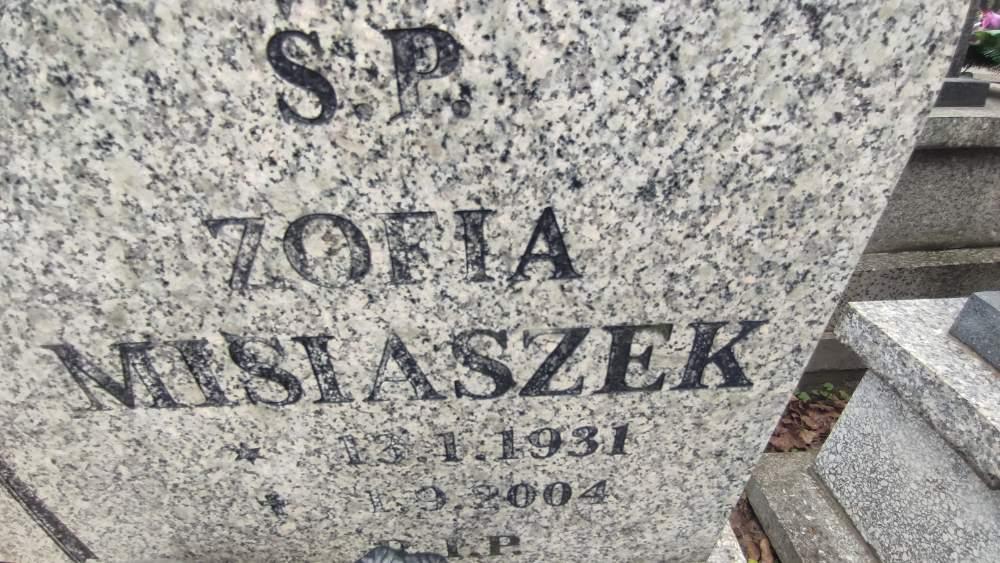 S.P.
ZOFIA
MISIASZEK
* 13.1.1931
✝ 1.9.2004
R.I.P.